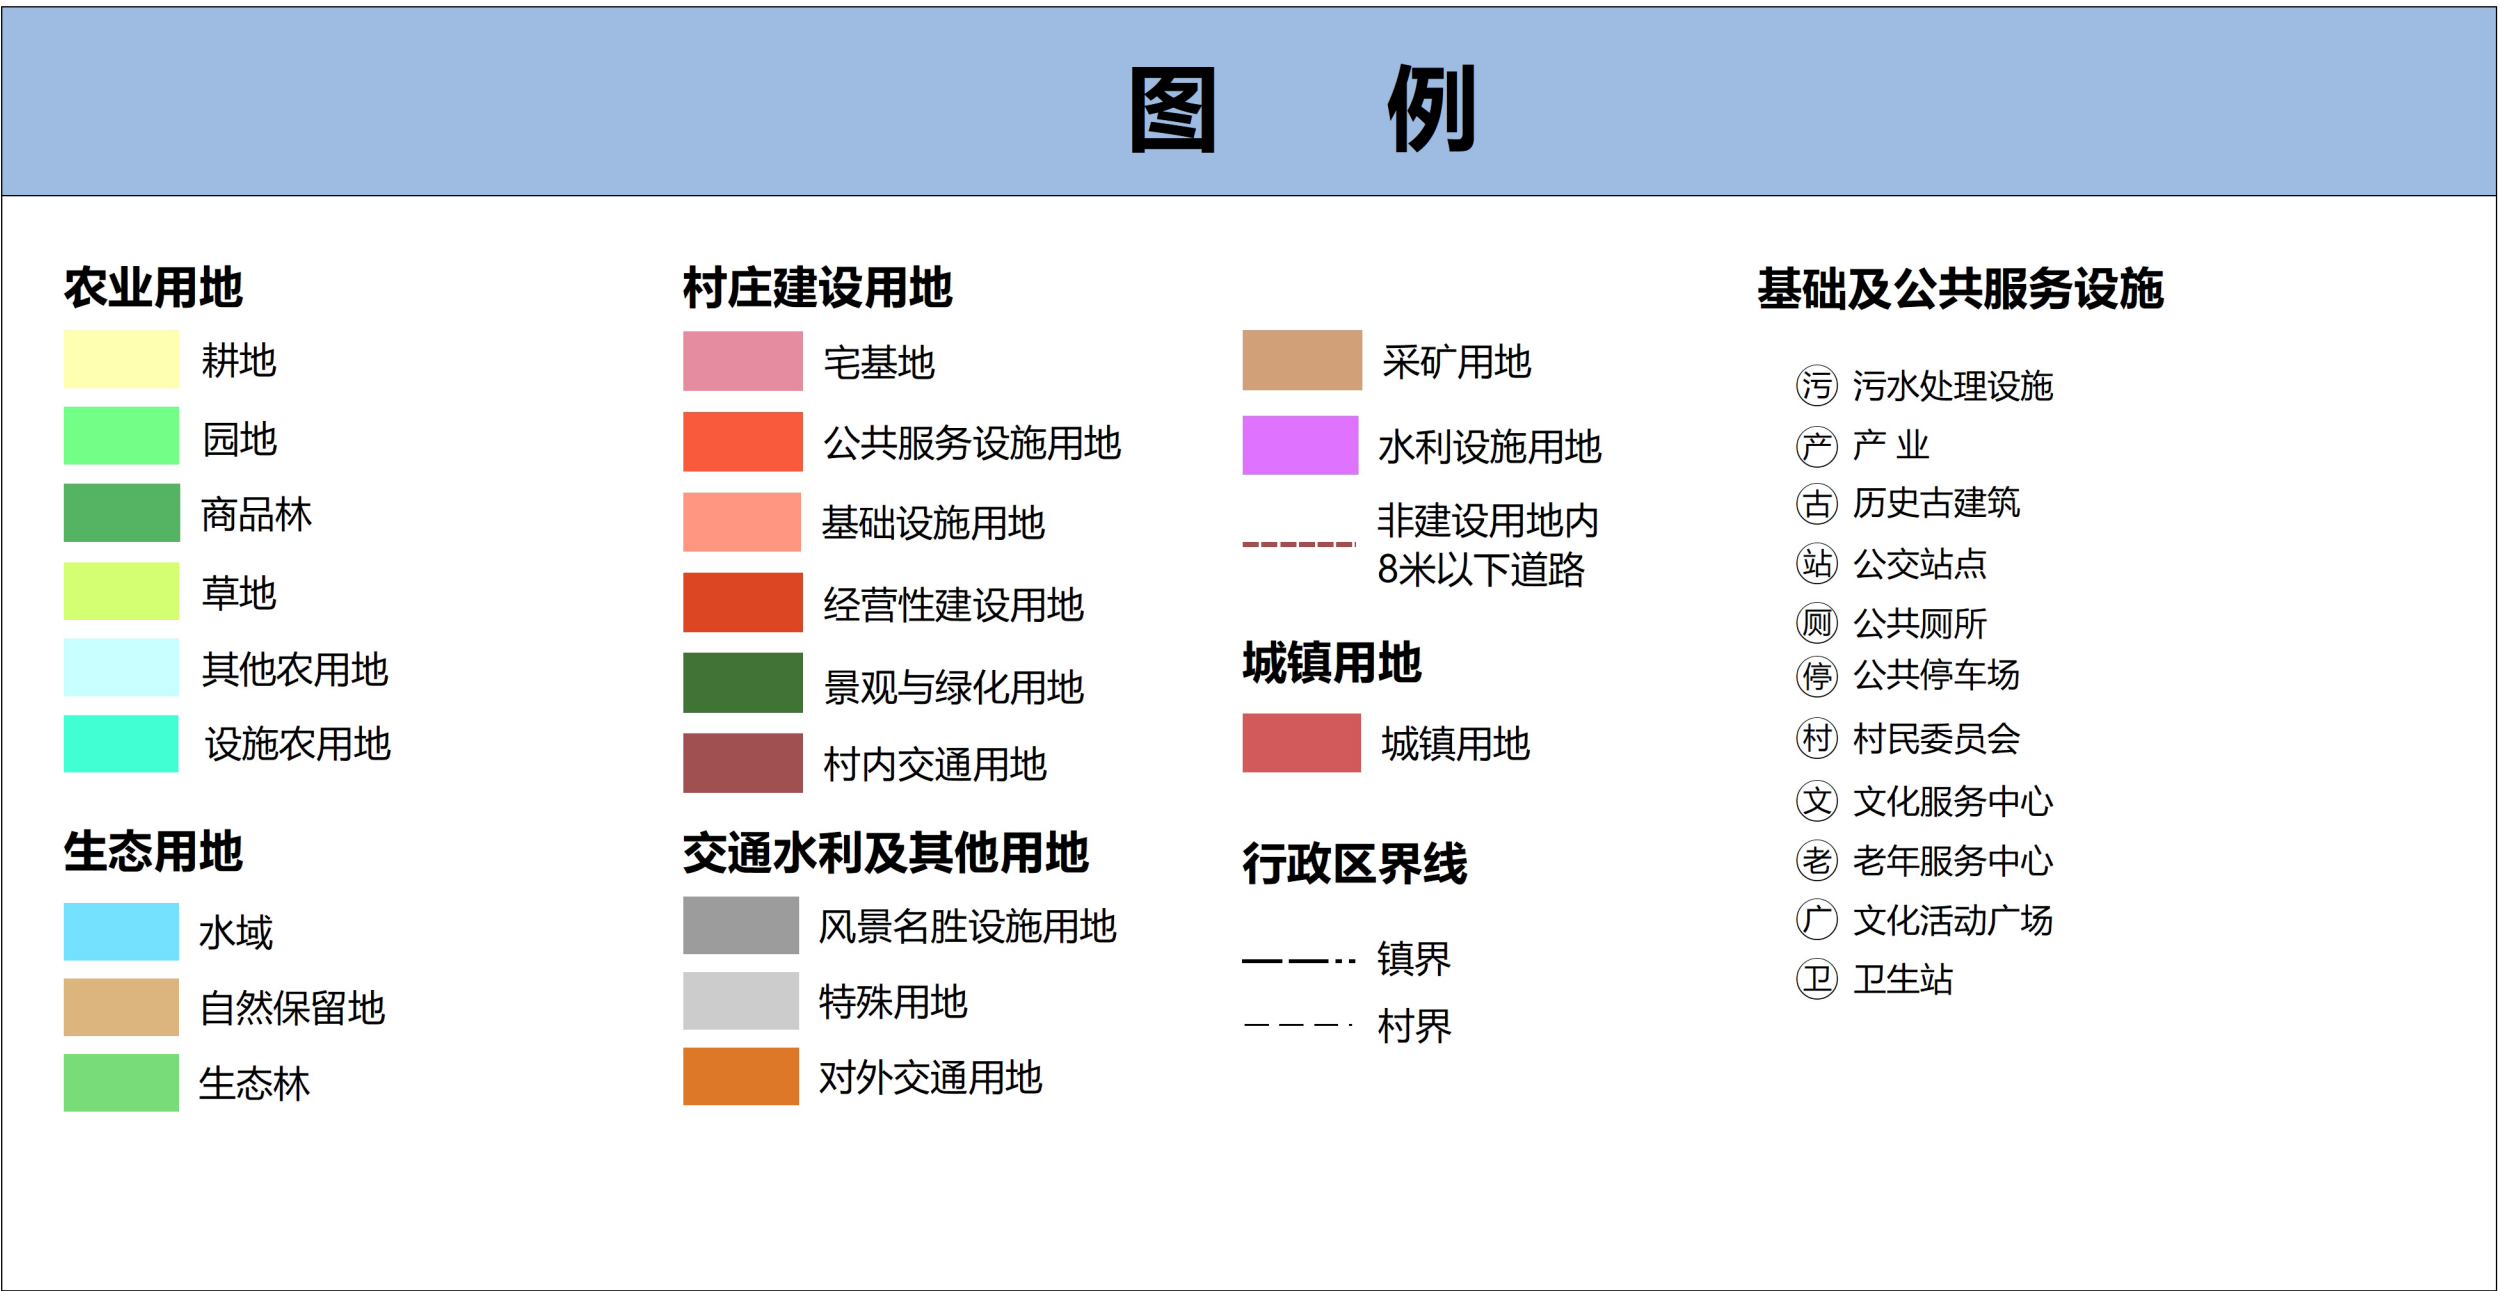 图 例
农业用地
耕地
园地
商品林
草地
其他农用地
设施农用地
生态用地
水域
自然保留地
生态林
村庄建设用地
宅基地
公共服务设施用地
基础设施用地
经营性建设用地
景观与绿化用地
村内交通用地
交通水利及其他用地
风景名胜设施用地
特殊用地
对外交通用地
采矿用地
水利设施用地
非建设用地内
8米以下道路
城镇用地
城镇用地
行政区界线
镇界
村界
基础及公共服务设施
污 污水处理设施
产 产 业
古 历史古建筑
站 公交站点
厕 公共厕所
停 公共停车场
村 村民委员会
文 文化服务中心
老 老年服务中心
广 文化活动广场
卫 卫生站